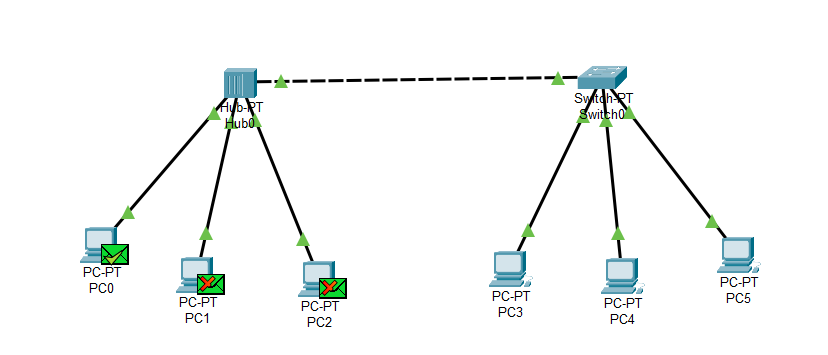 Hub-PT
Hub0
Switch-PT
Switch0
PC-PT
PC0
PC-PT
PC1
PC-PT
PC2
PC-PT
PC3
PC-PT
PC4
PC-PT
PC5